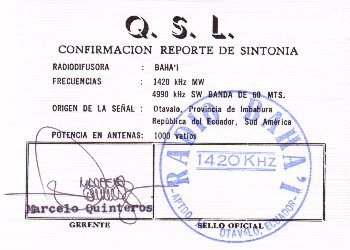 Q. S. L.
CONFIRMACION REPORTE DE SINTONIA
RADIODIFUSORA : BAHA'I
FRECUENCIAS : 1420 kHz MW
4990 kHz SW BANDA DE 60 MTS.
ORIGEN DE LA SEÑAL : Otavalo, Provincia de Imbabura
República del Ecuador, Sud América
POTENCIA EN ANTENAS: 1000 vatios
RADIO BAHA'I
1420 KHz
OTAVALO, ECUADOR
Marcelo Quinteros
GERENTE
SELLO OFICIAL